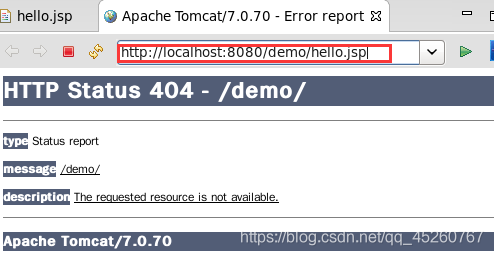 hello.jsp
Apache Tomcat/7.0.70 - Error report
http://localhost:8080/demo/hello.jsp
HTTP Status 404 - /demo/
type Status report
message /demo/
description The requested resource is not available.
Apache Tomcat/7.0.70
https://blog.csdn.net/qq_45260767